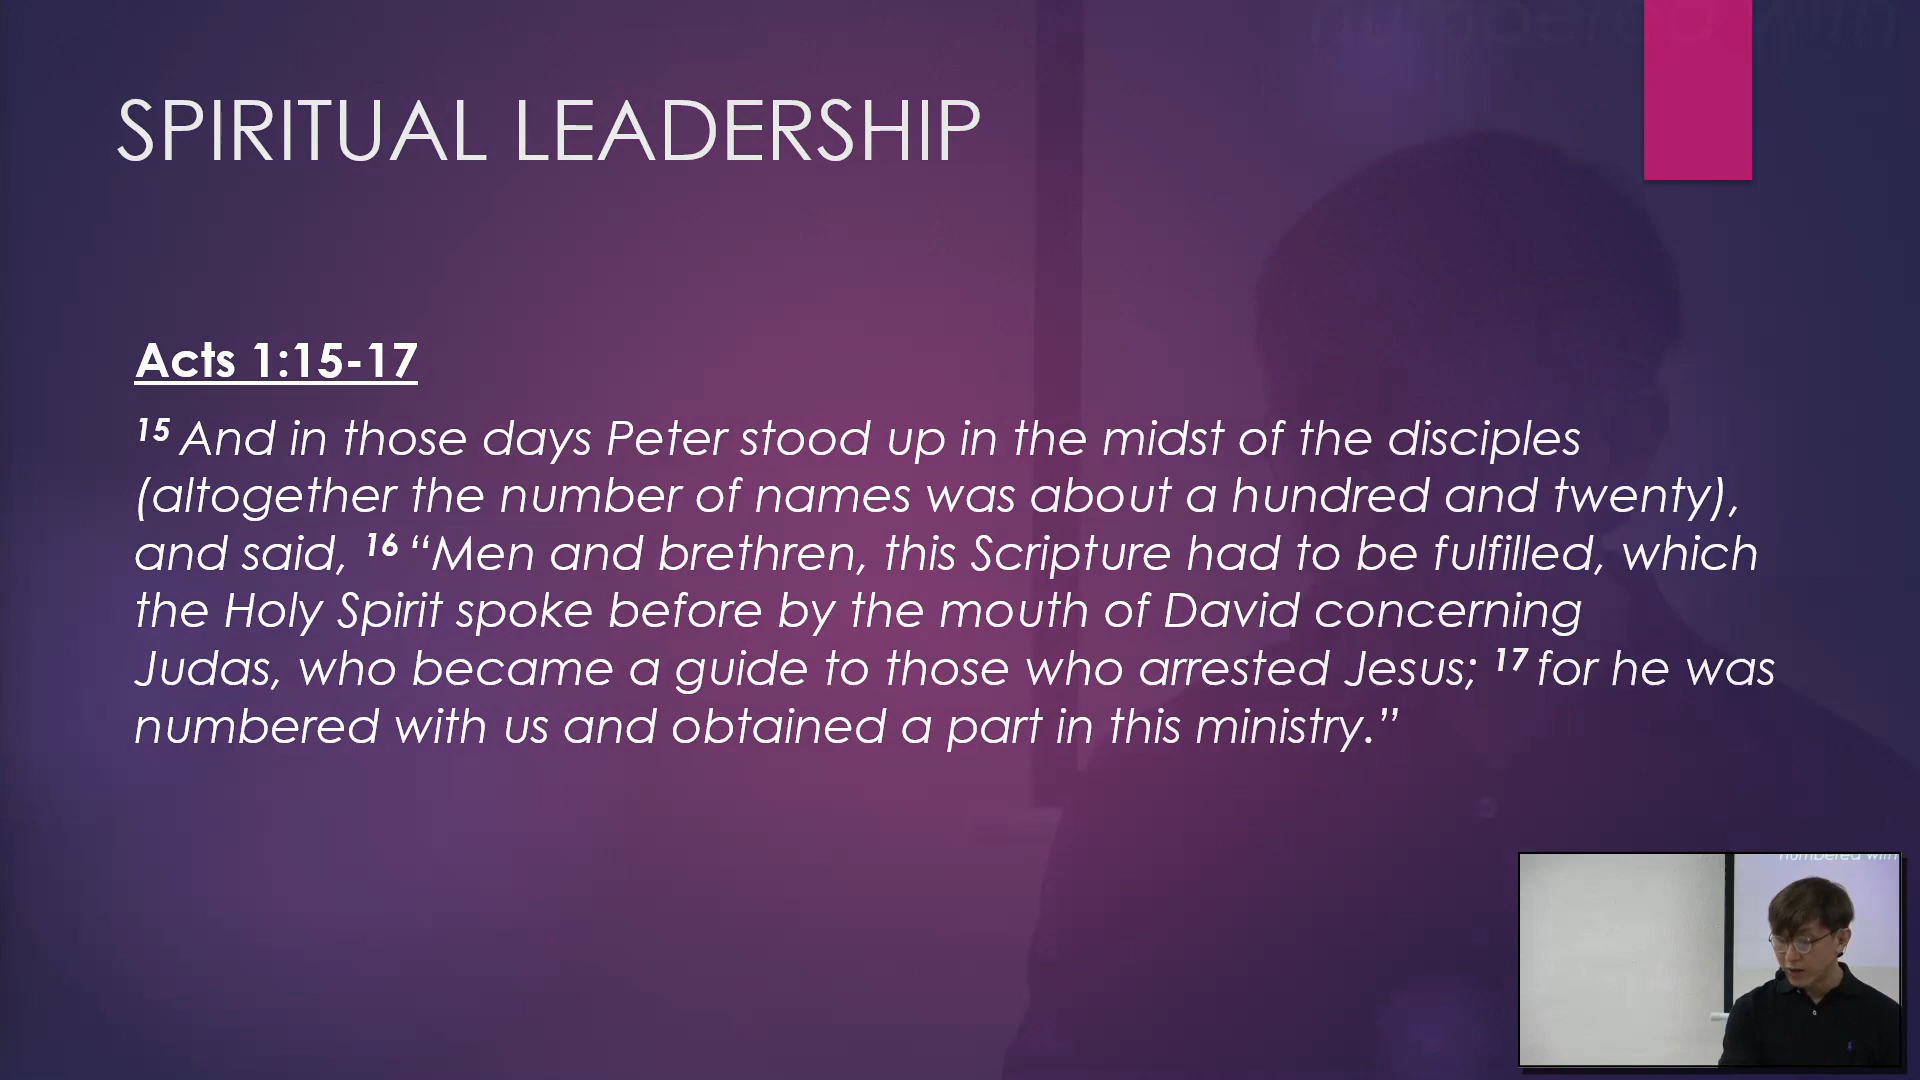 numbered with
SPIRITUAL LEADERSHIP
Acts 1:15-17
15 And in those days Peter stood up in the midst of the disciples
(altogether the number of names was about a hundred and twenty),
and said, 16 “Men and brethren, this Scripture had to be fulfilled, which
the Holy Spirit spoke before by the mouth of David concerning
Judas, who became a guide to those who arrested Jesus; 17 for he was
numbered with us and obtained a part in this ministry.”
numbered with